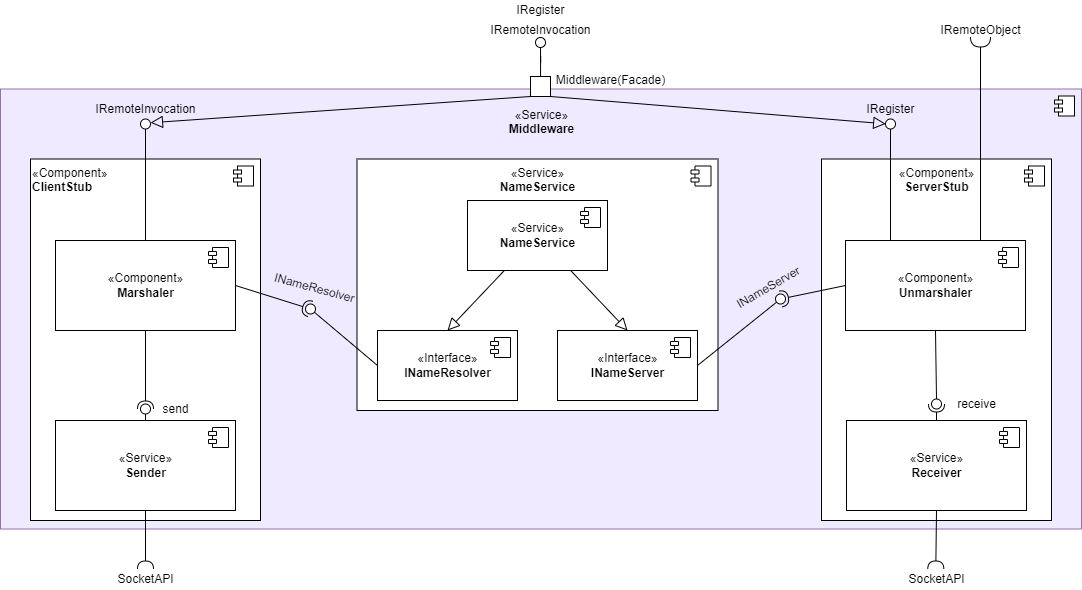 IRegister
IRemoteInvocation
IRemoteObject
Middleware(Facade)
IRemoteInvocation
IRegister
«Service»
Middleware
«Component»
ClientStub
«Service»
NameService
«Component»
ServerStub
«Service»
NameService
«Component»
Marshaler
INameResolver
INameServer
«Component»
Unmarshaler
«Interface»
INameResolver
«Interface»
INameServer
send
receive
«Service»
Sender
«Service»
Receiver
SocketAPI
SocketAPI